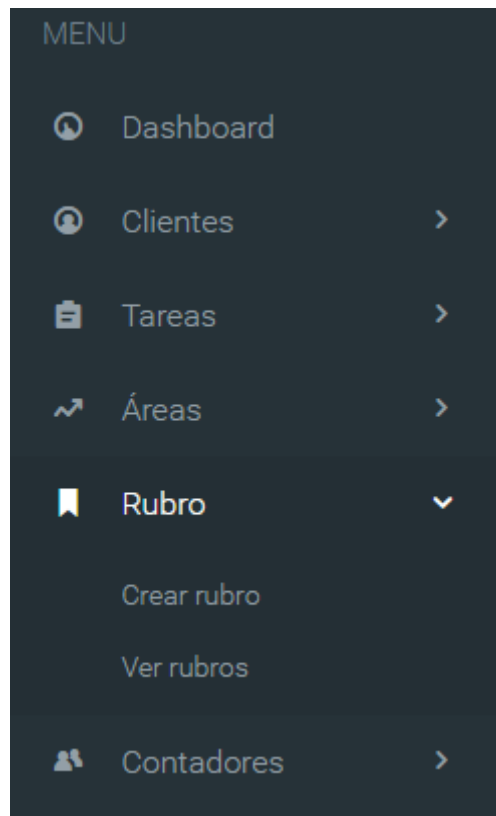 MENU
Dashboard
Clientes
Tareas
Áreas
Rubro
Crear rubro
Ver rubros
Contadores